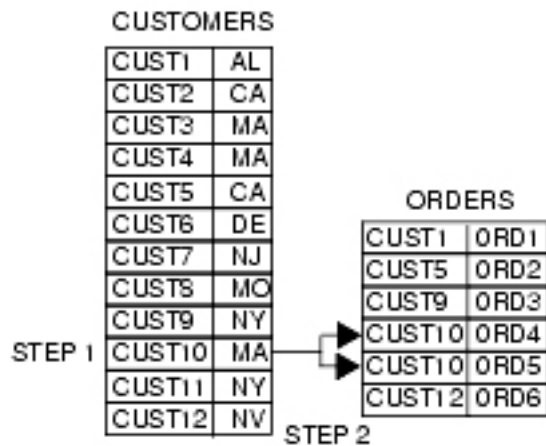 CUSTOMERS
CUST1 AL
CUST2 CA
CUST3 MA
CUST4 MA
CUST5 CA
CUST6 DE
CUST7 NJ
CUST8 MO
CUST9 NY
STEP 1 CUST10 MA
CUST11 NY
CUST12 NV
STEP 2
ORDERS
CUST1 ORD1
CUST5 ORD2
CUST9 ORD3
CUST10 ORD4
CUST10 ORD5
CUST12 ORD6